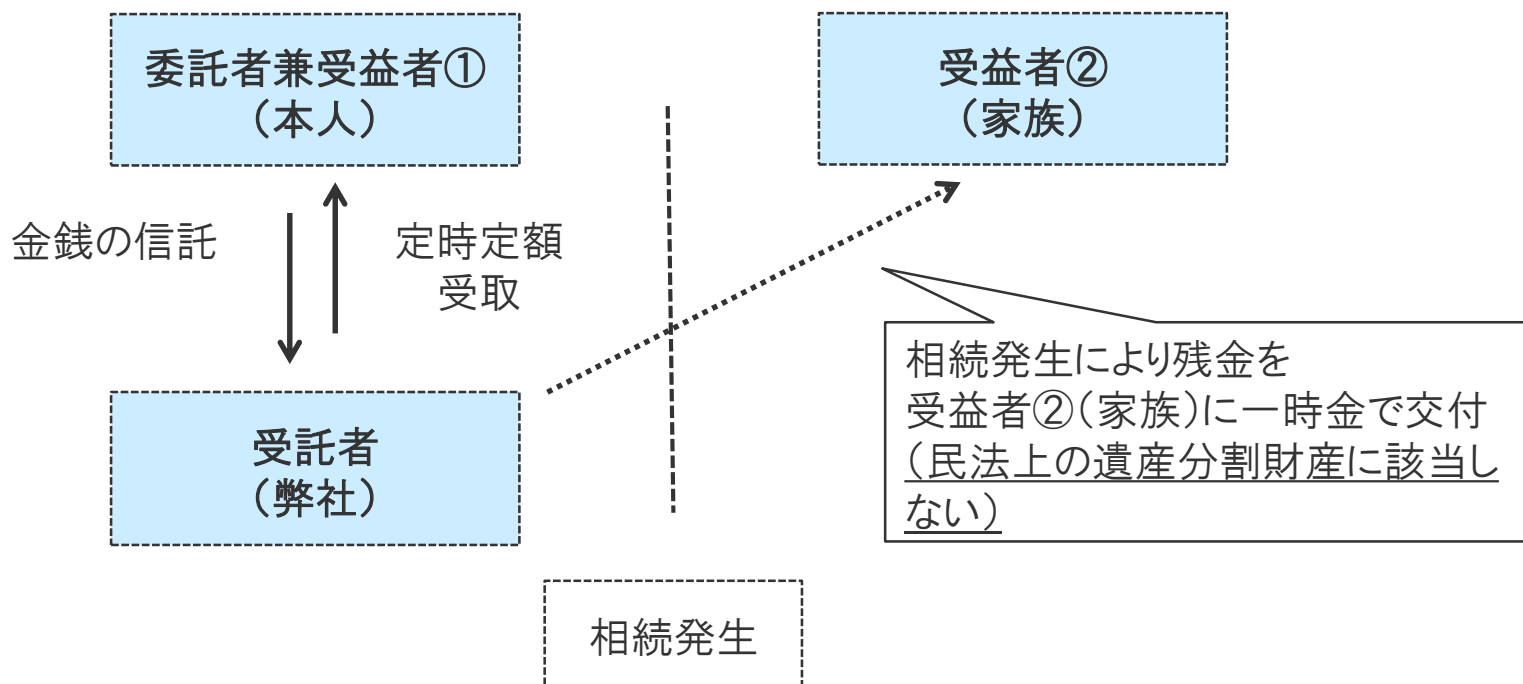 委託者兼受益者①
（本人）
受益者②
（家族）
金銭の信託
定時定額
受取
相続発生により残金を
受益者②（家族）に一時金で交付
（民法上の遺産分割財産に該当し
ない）
受託者
（弊社）
相続発生